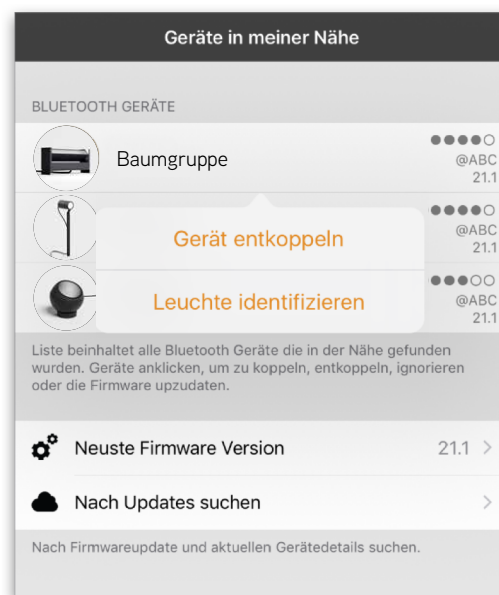 Geräte in meiner Nähe
BLUETOOTH GERÄTE
Baumgruppe
@ABC
21.1
@ABC
21.1
Gerät entkoppeln
Leuchte identifizieren
@ABC
21.1
Liste beinhaltet alle Bluetooth Geräte die in der Nähe gefunden
wurden. Geräte anklicken, um zu koppeln, entkoppeln, ignorieren
oder die Firmware upzudaten.
Neuste Firmware Version 21.1 >
Nach Updates suchen >
Nach Firmwareupdate und aktuellen Gerätedetails suchen.